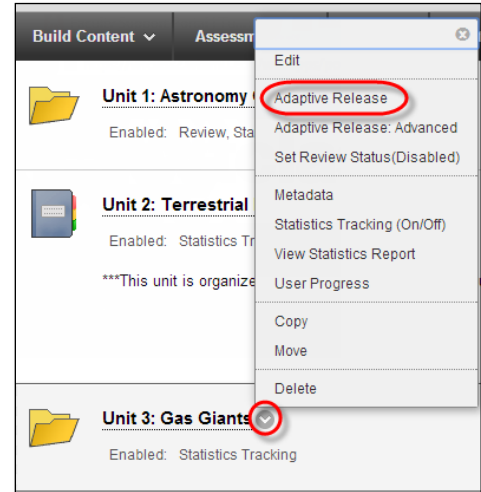 Build Content Assessm
Edit
Adaptive Release
Adaptive Release: Advanced
Set Review Status(Disabled)
Metadata
Statistics Tracking (On/Off)
View Statistics Report
User Progress
Copy
Move
Delete
Unit 1: Astronomy
Enabled: Review, Sta
Unit 2: Terrestrial
Enabled: Statistics Tr
***This unit is organize
Unit 3: Gas Giants
Enabled: Statistics Tracking